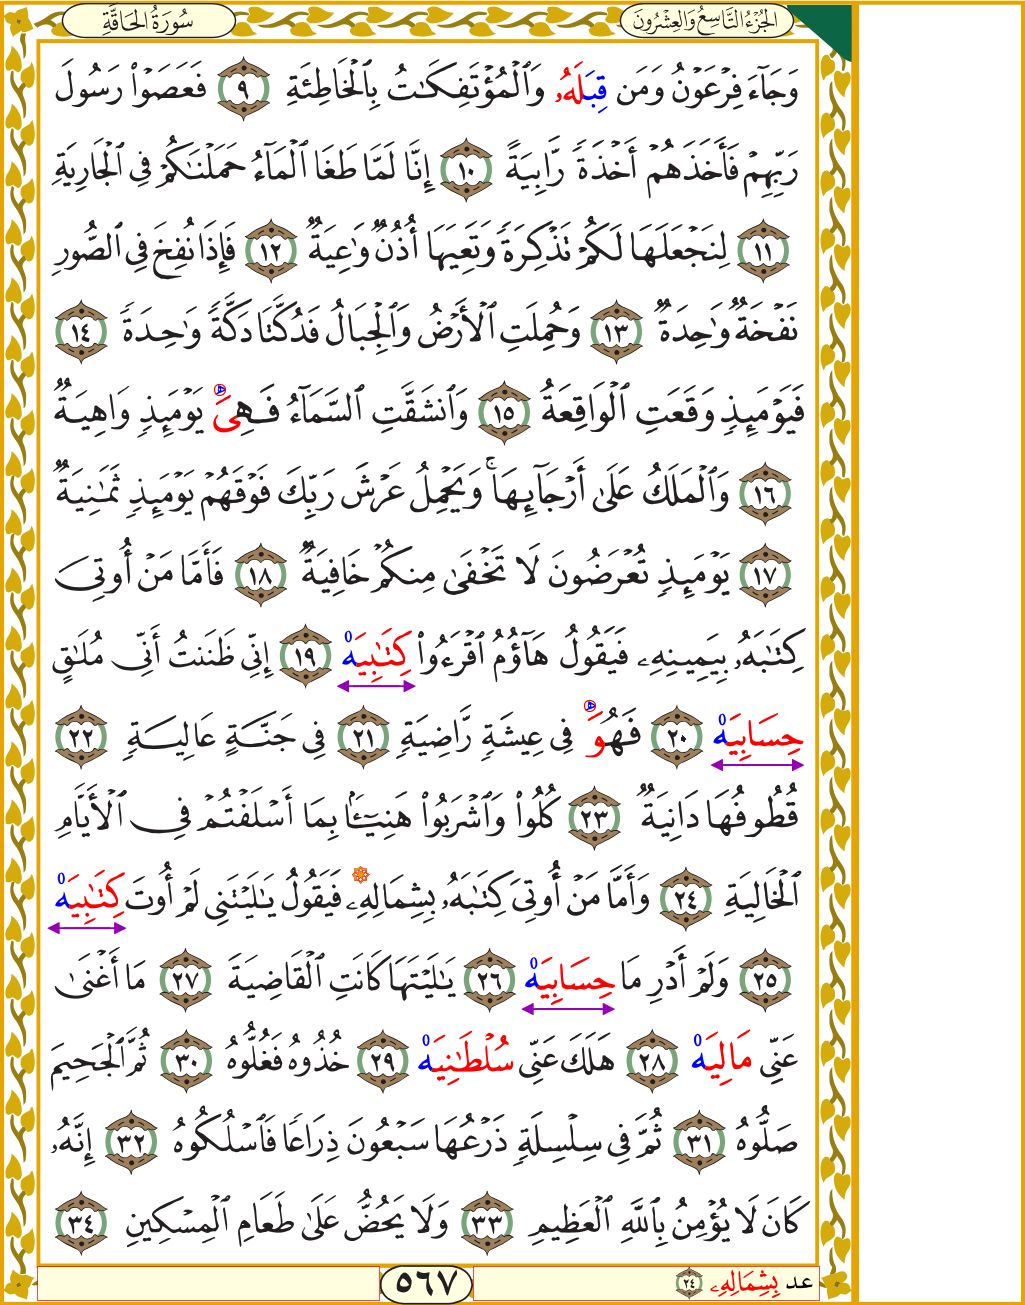 الجُزْءُ التَّاسِعُ وَالعِشْرُونَ
سُورَةُ الحَاقَّةِ
وَجَآءَ فِرْعَوْنُ وَمَن قِبَلَهُۥ وَٱلْمُؤْتَفِكَـٰتُ بِٱلْخَاطِئَةِ ٩ فَعَصَوْا۟ رَسُولَ
رَبِّهِمْ فَأَخَذَهُمْ أَخْذَةً رَّابِيَةً ١٠ إِنَّا لَمَّا طَغَا ٱلْمَآءُ حَمَلْنَـٰكُمْ فِى ٱلْجَارِيَةِ
١١ لِنَجْعَلَهَا لَكُمْ تَذْكِرَةً وَتَعِيَهَا أُذُنٌ وَٰعِيَةٌ ١٢ فَإِذَا نُفِخَ فِى ٱلصُّورِ
نَفْخَةٌ وَٰحِدَةٌ ١٣ وَحُمِلَتِ ٱلْأَرْضُ وَٱلْجِبَالُ فَدُكَّتَا دَكَّةً وَٰحِدَةً ١٤
فَيَوْمَئِذٍ وَقَعَتِ ٱلْوَاقِعَةُ ١٥ وَٱنشَقَّتِ ٱلسَّمَآءُ فَهِىَ يَوْمَئِذٍ وَاهِيَةٌ
١٦ وَٱلْمَلَكُ عَلَىٰ أَرْجَآئِهَا ۚ وَيَحْمِلُ عَرْشَ رَبِّكَ فَوْقَهُمْ يَوْمَئِذٍ ثَمَـٰنِيَةٌ
١٧ يَوْمَئِذٍ تُعْرَضُونَ لَا تَخْفَىٰ مِنكُمْ خَافِيَةٌ ١٨ فَأَمَّا مَنْ أُوتِىَ
كِتَـٰبَهُۥ بِيَمِينِهِۦ فَيَقُولُ هَآؤُمُ ٱقْرَءُوا۟ كِتَـٰبِيَهْ ١٩ إِنِّى ظَنَنتُ أَنِّى مُلَـٰقٍ
حِسَابِيَهْ ٢٠ فَهُوَ فِى عِيشَةٍ رَّاضِيَةٍ ٢١ فِى جَنَّةٍ عَالِيَةٍ ٢٢
قُطُوفُهَا دَانِيَةٌ ٢٣ كُلُوا۟ وَٱشْرَبُوا۟ هَنِيٓـًٔا بِمَا أَسْلَفْتُمْ فِى ٱلْأَيَّامِ
ٱلْخَالِيَةِ ٢٤ وَأَمَّا مَنْ أُوتِىَ كِتَـٰبَهُۥ بِشِمَالِهِۦ فَيَقُولُ يَـٰلَيْتَنِى لَمْ أُوتَ كِتَـٰبِيَهْ
٢٥ وَلَمْ أَدْرِ مَا حِسَابِيَهْ ٢٦ يَـٰلَيْتَهَا كَانَتِ ٱلْقَاضِيَةَ ٢٧ مَا أَغْنَىٰ
عَنِّى مَالِيَهْ ٢٨ هَلَكَ عَنِّى سُلْطَـٰنِيَهْ ٢٩ خُذُوهُ فَغُلُّوهُ ٣٠ ثُمَّ ٱلْجَحِيمَ
صَلُّوهُ ٣١ ثُمَّ فِى سِلْسِلَةٍ ذَرْعُهَا سَبْعُونَ ذِرَاعًا فَٱسْلُكُوهُ ٣٢ إِنَّهُۥ
كَانَ لَا يُؤْمِنُ بِٱللَّهِ ٱلْعَظِيمِ ٣٣ وَلَا يَحُضُّ عَلَىٰ طَعَامِ ٱلْمِسْكِينِ ٣٤
عد بِشِمَالِهِۦ ٢٤
٥٦٧